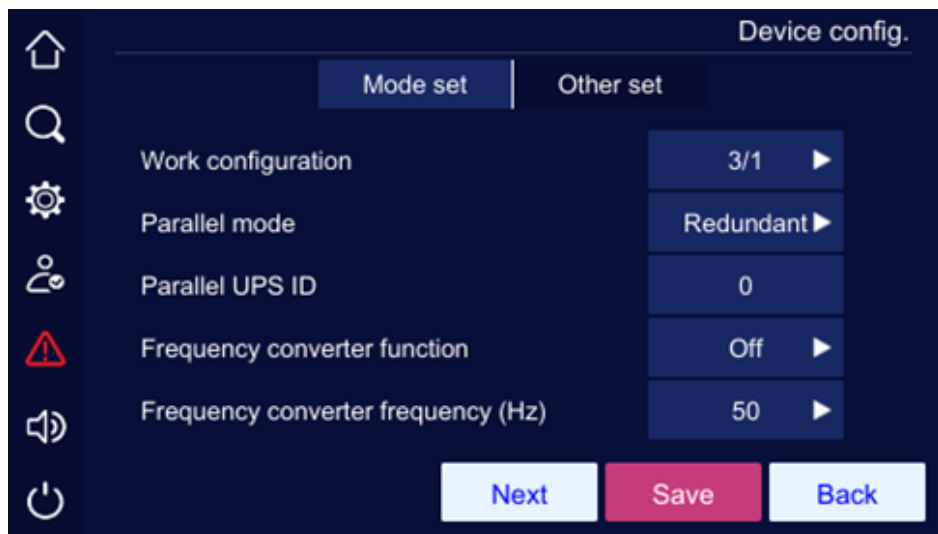 Device config.
Mode set Other set
Work configuration 3/1
Parallel mode Redundant
Parallel UPS ID 0
Frequency converter function Off
Frequency converter frequency (Hz) 50
Next Save Back